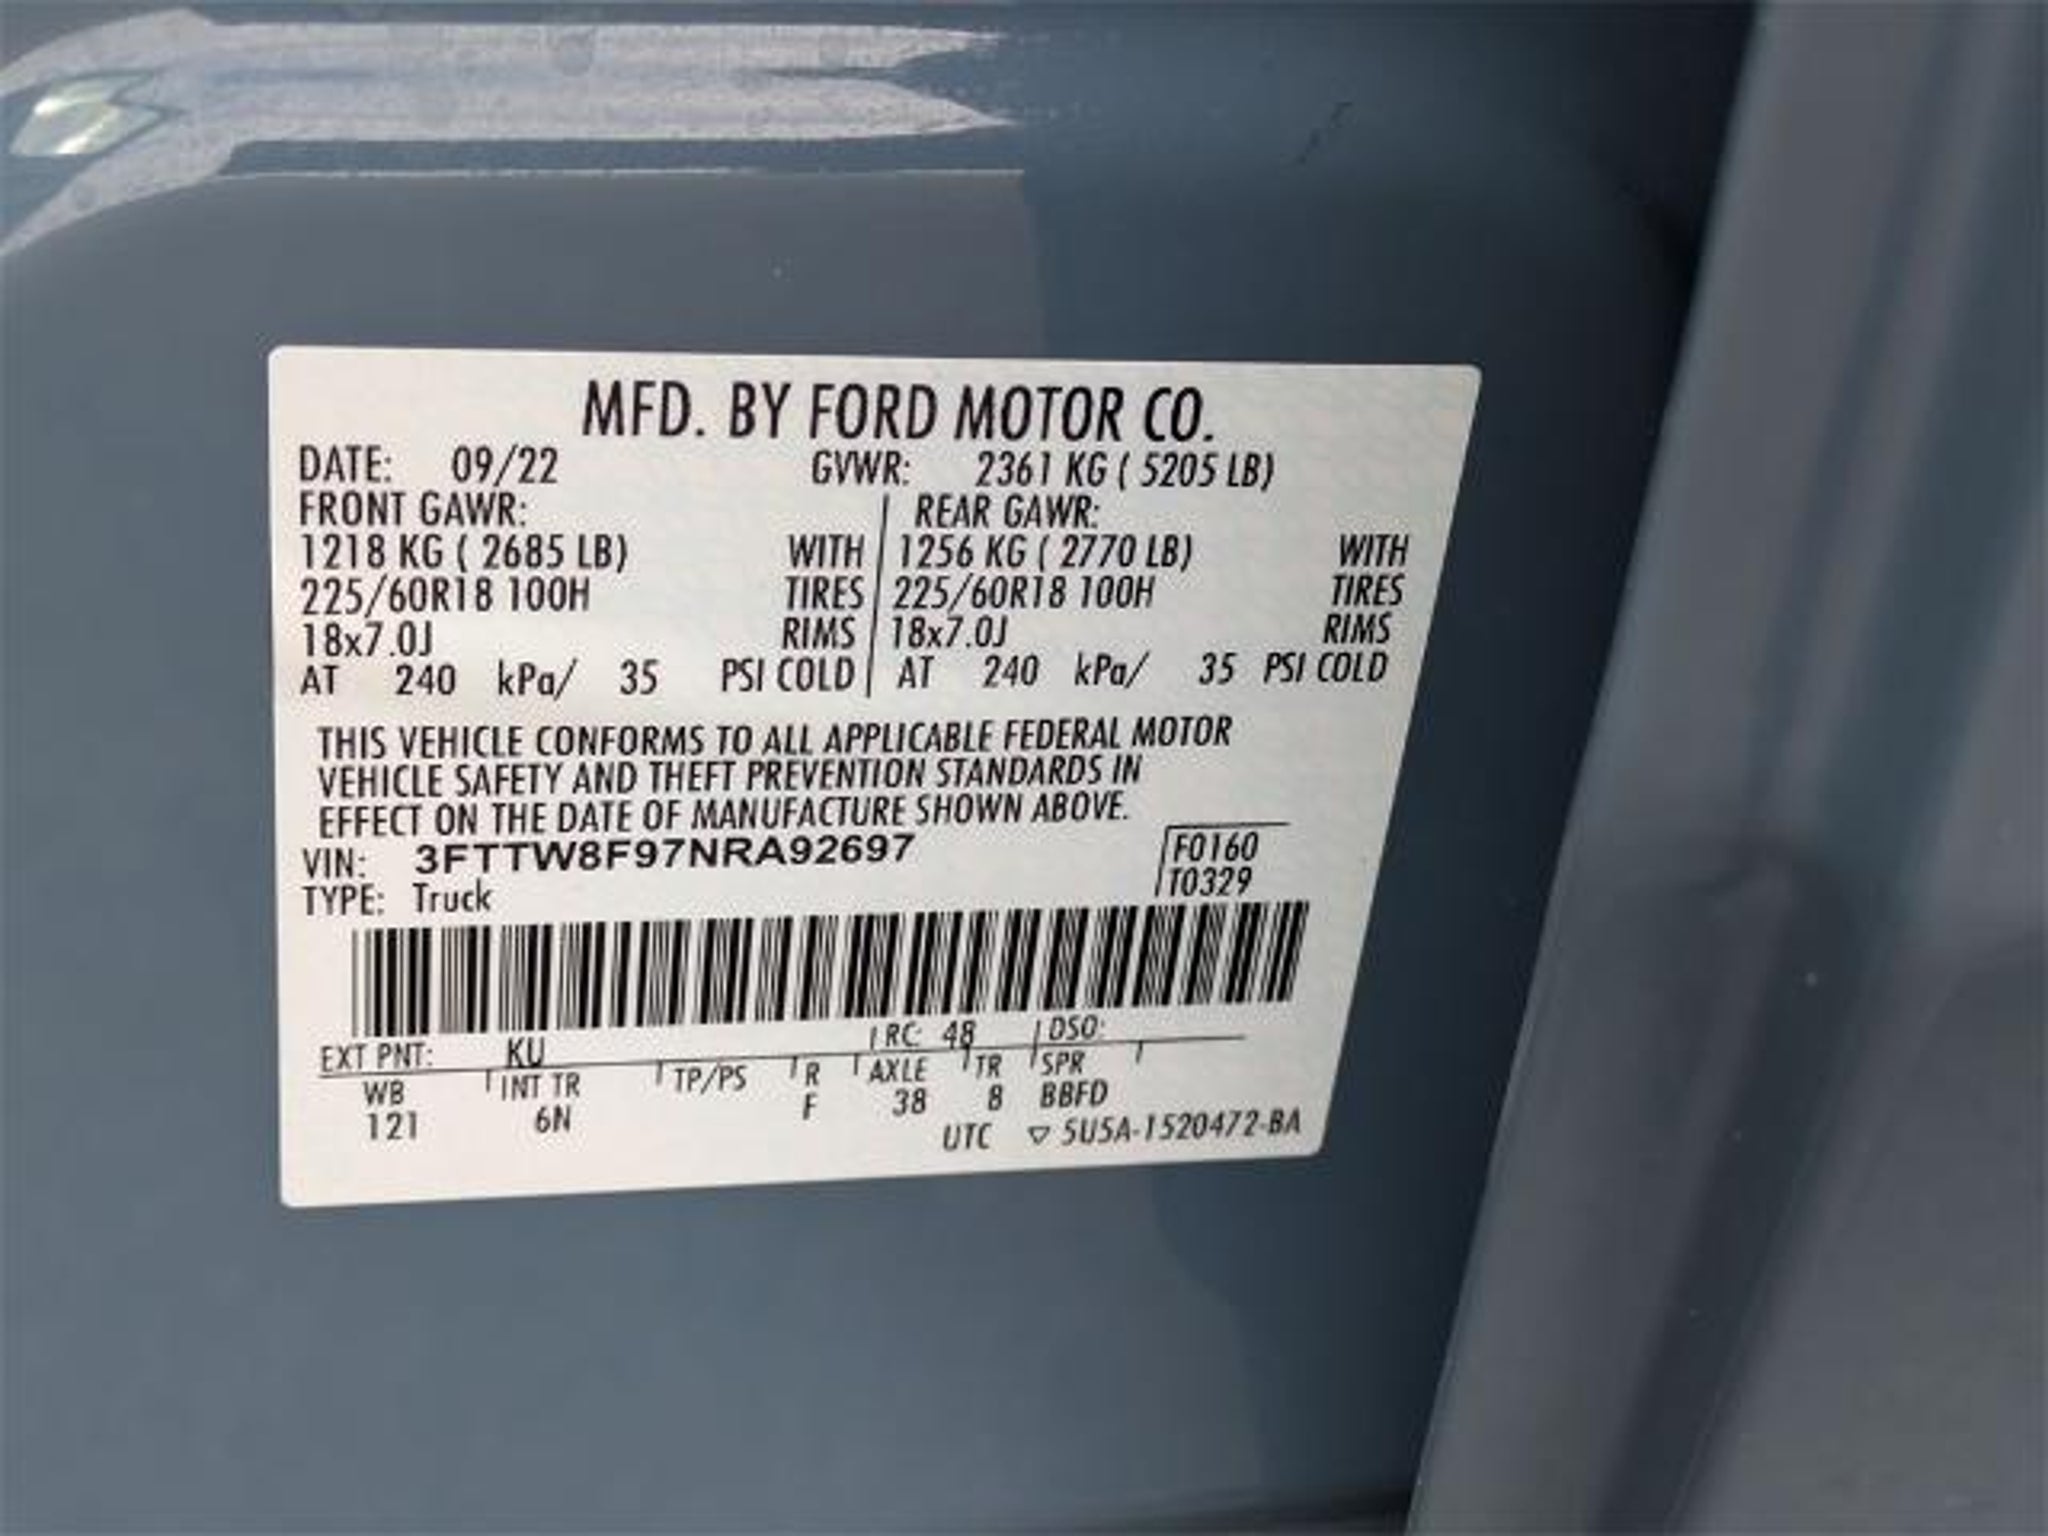 MFD. BY FORD MOTOR CO.
DATE: 09/22 GVWR: 2361 KG ( 5205 LB)
FRONT GAWR: REAR GAWR:
1218 KG ( 2685 LB) WITH 1256 KG ( 2770 LB) WITH
225/60R18 100H TIRES 225/60R18 100H TIRES
18x7.0J RIMS 18x7.0J RIMS
AT 240 kPa/ 35 PSI COLD AT 240 kPa/ 35 PSI COLD
THIS VEHICLE CONFORMS TO ALL APPLICABLE FEDERAL MOTOR
VEHICLE SAFETY AND THEFT PREVENTION STANDARDS IN
EFFECT ON THE DATE OF MANUFACTURE SHOWN ABOVE.
VIN: 3FTTW8F97NRA92697 F0160
TYPE: Truck T0329
EXT PNT: KU RC: 48 DSO:
WB INT TR TP/PS R AXLE TR SPR
121 6N F 38 8 BBFD
UTC ▽ 5U5A-1520472-BA